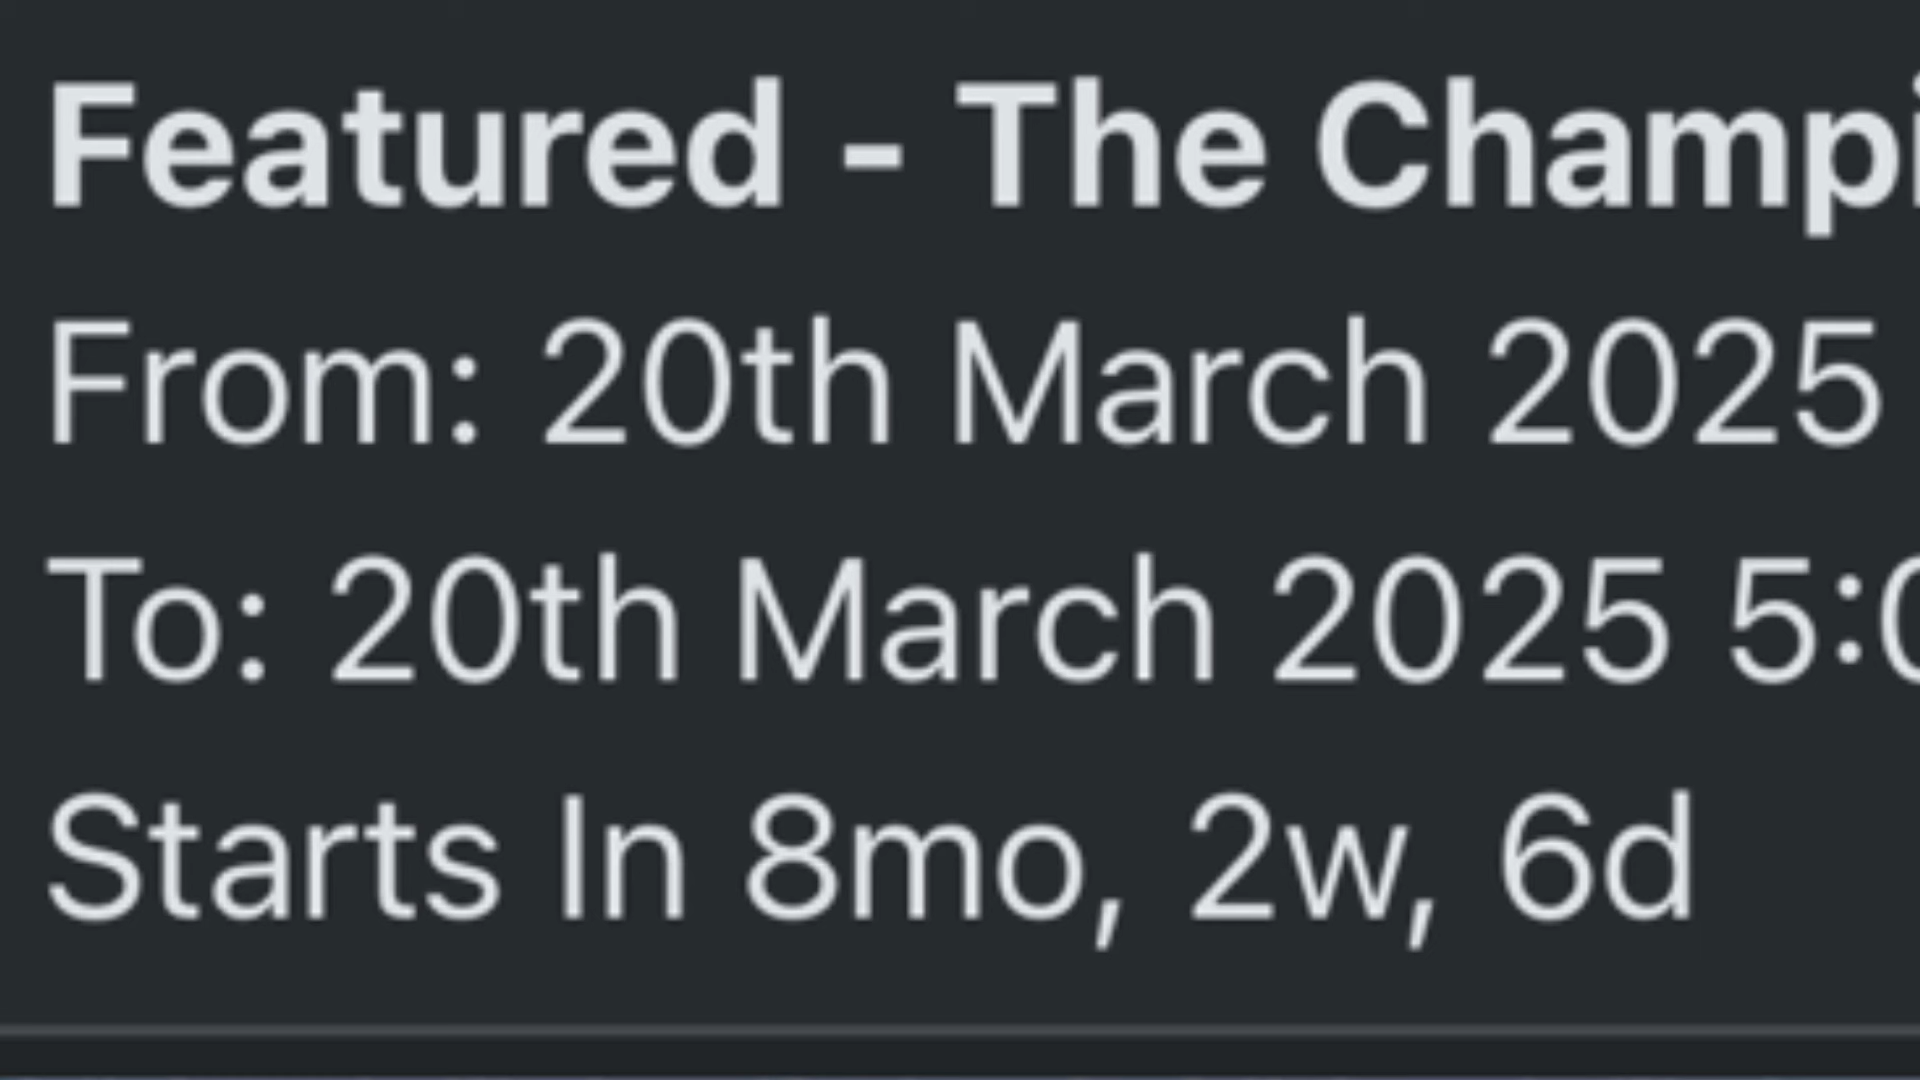 Featured - The Champi
From: 20th March 2025
To: 20th March 2025 5:0
Starts In 8mo, 2w, 6d